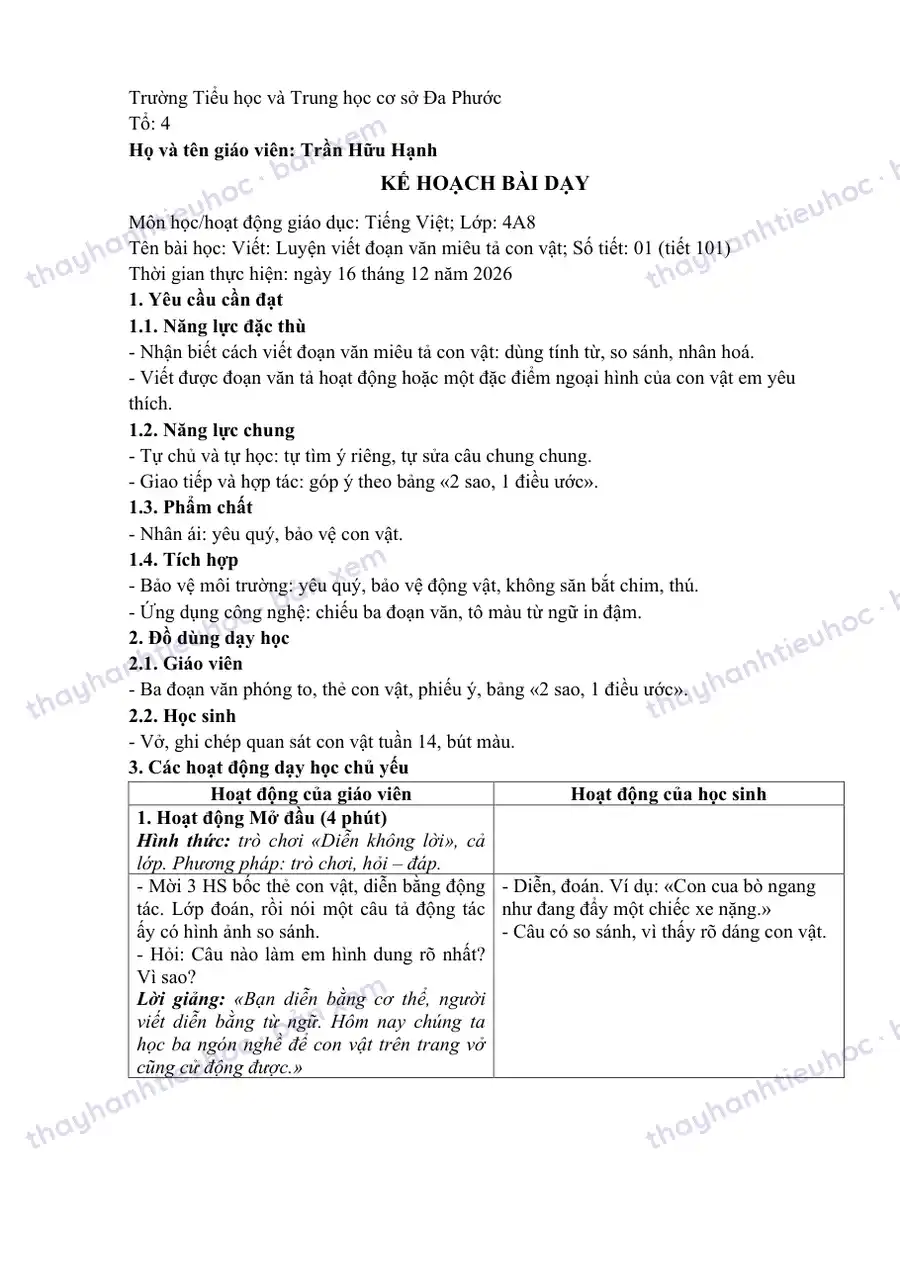 Trường Tiểu học và Trung học cơ sở Đa Phước
Tổ: 4
Họ và tên giáo viên: Trần Hữu Hạnh
KẾ HOẠCH BÀI DẠY
Môn học/hoạt động giáo dục: Tiếng Việt; Lớp: 4A8
Tên bài học: Viết: Luyện viết đoạn văn miêu tả con vật; Số tiết: 01 (tiết 101)
Thời gian thực hiện: ngày 16 tháng 12 năm 2026
1. Yêu cầu cần đạt
1.1. Năng lực đặc thù
- Nhận biết cách viết đoạn văn miêu tả con vật: dùng tính từ, so sánh, nhân hoá.
- Viết được đoạn văn tả hoạt động hoặc một đặc điểm ngoại hình của con vật em yêu
thích.
1.2. Năng lực chung
- Tự chủ và tự học: tự tìm ý riêng, tự sửa câu chung chung.
- Giao tiếp và hợp tác: góp ý theo bảng «2 sao, 1 điều ước».
1.3. Phẩm chất
- Nhân ái: yêu quý, bảo vệ con vật.
1.4. Tích hợp
- Bảo vệ môi trường: yêu quý, bảo vệ động vật, không săn bắt chim, thú.
- Ứng dụng công nghệ: chiếu ba đoạn văn, tô màu từ ngữ in đậm.
2. Đồ dùng dạy học
2.1. Giáo viên
- Ba đoạn văn phóng to, thẻ con vật, phiếu ý, bảng «2 sao, 1 điều ước».
2.2. Học sinh
- Vở, ghi chép quan sát con vật tuần 14, bút màu.
3. Các hoạt động dạy học chủ yếu
Hoạt động của giáo viên
Hoạt động của học sinh
1. Hoạt động Mở đầu (4 phút)
Hình thức: trò chơi «Diễn không lời», cả
lớp. Phương pháp: trò chơi, hỏi – đáp.
- Mời 3 HS bốc thẻ con vật, diễn bằng động
tác. Lớp đoán, rồi nói một câu tả động tác
ấy có hình ảnh so sánh.
- Hỏi: Câu nào làm em hình dung rõ nhất?
Vì sao?
Lời giảng: «Bạn diễn bằng cơ thể, người
viết diễn bằng từ ngữ. Hôm nay chúng ta
học ba ngón nghề để con vật trên trang vở
cũng cử động được.»
- Diễn, đoán. Ví dụ: «Con cua bò ngang
như đang đẩy một chiếc xe nặng.»
- Câu có so sánh, vì thấy rõ dáng con vật.
thayhanhtieuhoc · bản xem
thayhanhtieuhoc · b
thayhanhtieuhoc · bản xem
thayhanhtieuhoc · b
thayhanhtieuhoc · bản xem
thayhanhtieuhoc · b